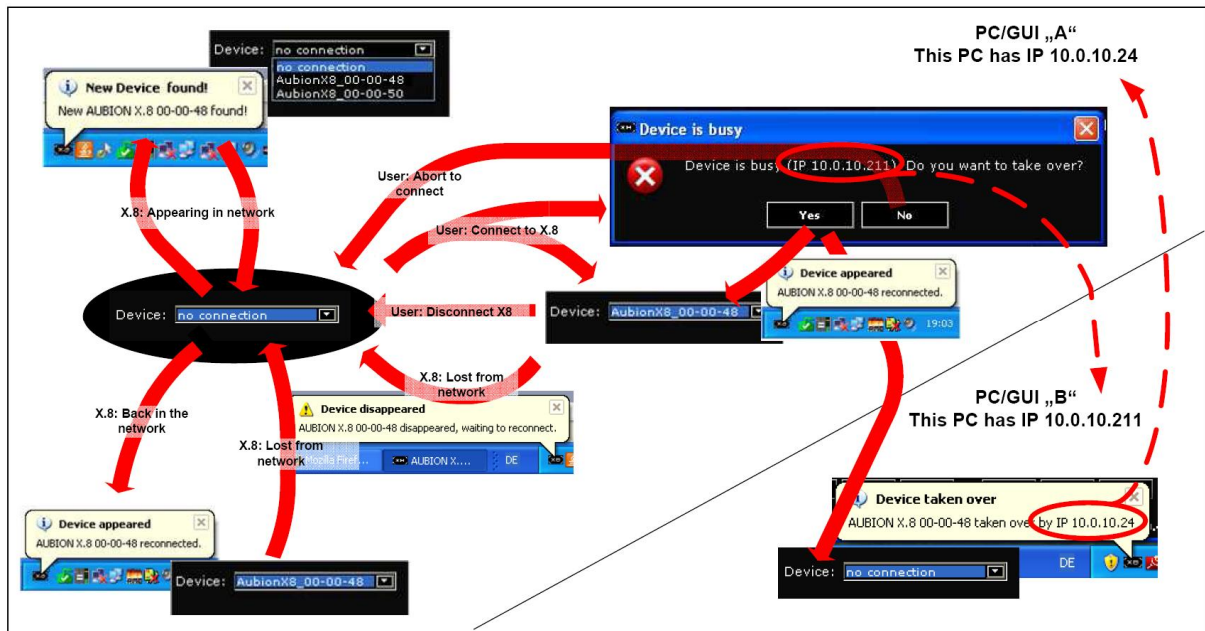 Device: no connection
no connection
AubionX8_00-00-48
AubionX8_00-00-50
New Device found!
New AUBION X.8 00-00-48 found!
PC/GUI „A“
This PC has IP 10.0.10.24
Device is busy
Device is busy (IP 10.0.10.211) Do you want to take over?
Yes No
User: Abort to
connect
X.8: Appearing in network
User: Connect to X.8
Device appeared
AUBION X.8 00-00-48 reconnected.
19:03
Device: no connection
User: Disconnect X8
Device: AubionX8_00-00-48
X.8: Lost from
network
PC/GUI „B“
This PC has IP 10.0.10.211
X.8: Back in the
network
Device disappeared
AUBION X.8 00-00-48 disappeared, waiting to reconnect.
X.8: Lost from
network
Mozilla Firef... AUBION X.... DE
Device taken over
AUBION X.8 00-00-48 taken over by IP 10.0.10.24
Device appeared
AUBION X.8 00-00-48 reconnected.
Device: AubionX8_00-00-48
Device: no connection
DE